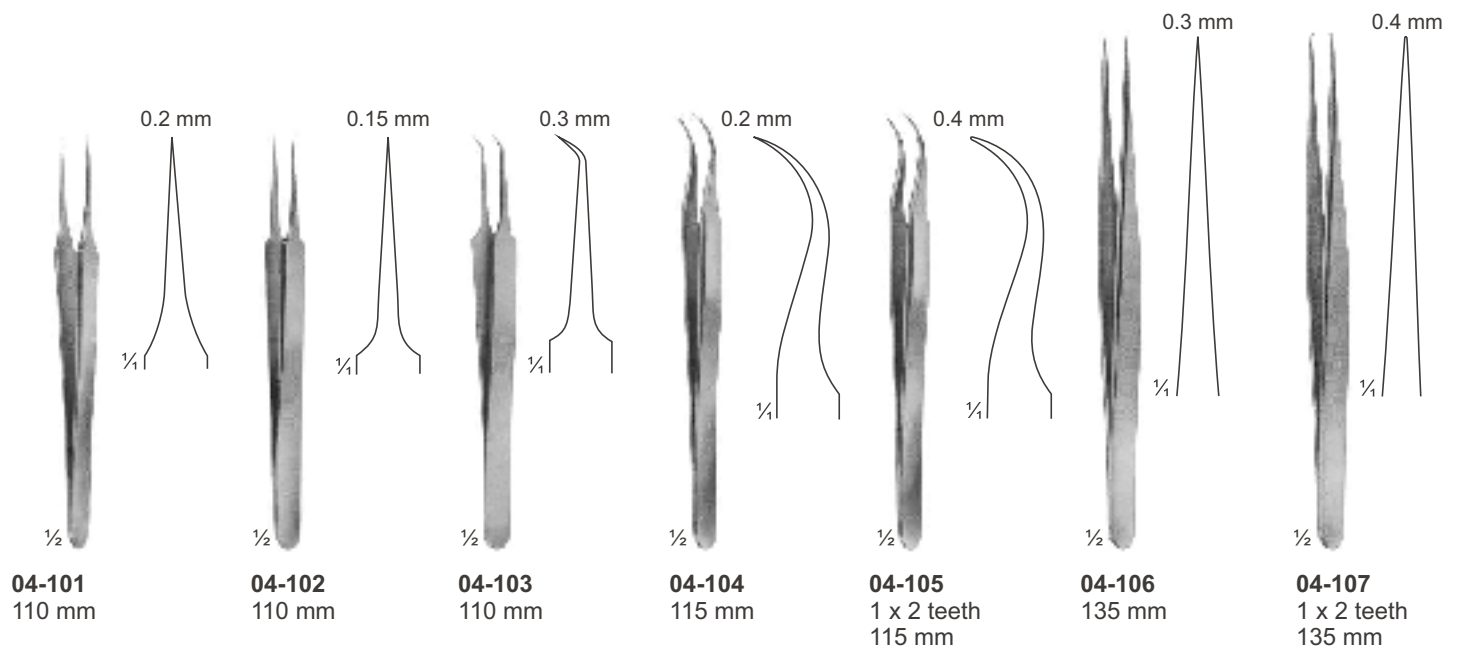 0.2 mm
0.15 mm
0.3 mm
0.2 mm
0.4 mm
0.3 mm
0.4 mm
⅟₁
⅟₁
⅟₁
⅟₁
⅟₁
⅟₁
⅟₁
½
½
½
½
½
½
½
04-101
110 mm
04-102
110 mm
04-103
110 mm
04-104
115 mm
04-105
1 x 2 teeth
115 mm
04-106
135 mm
04-107
1 x 2 teeth
135 mm